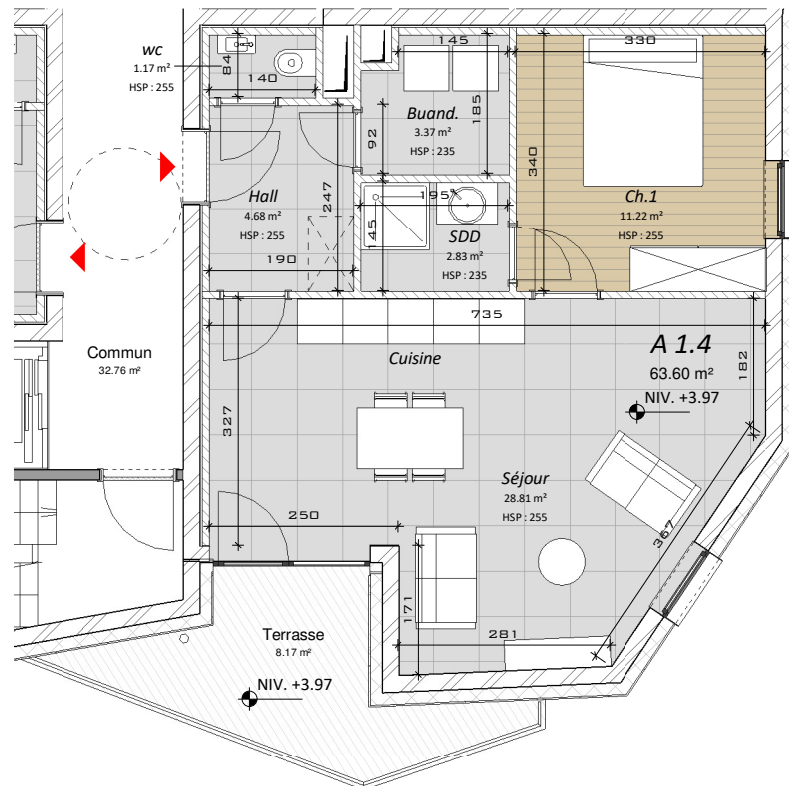 wc
1.17 m²
HSP : 255
84
140
145
330
Buand.
3.37 m²
HSP : 235
185
92
340
Ch.1
11.22 m²
HSP : 255
Hall
4.68 m²
HSP : 255
247
190
195
145
SDD
2.83 m²
HSP : 235
735
Commun
32.76 m²
Cuisine
A 1.4
63.60 m²
NIV. +3.97
182
327
250
Séjour
28.81 m²
HSP : 255
367
171
281
Terrasse
8.17 m²
NIV. +3.97